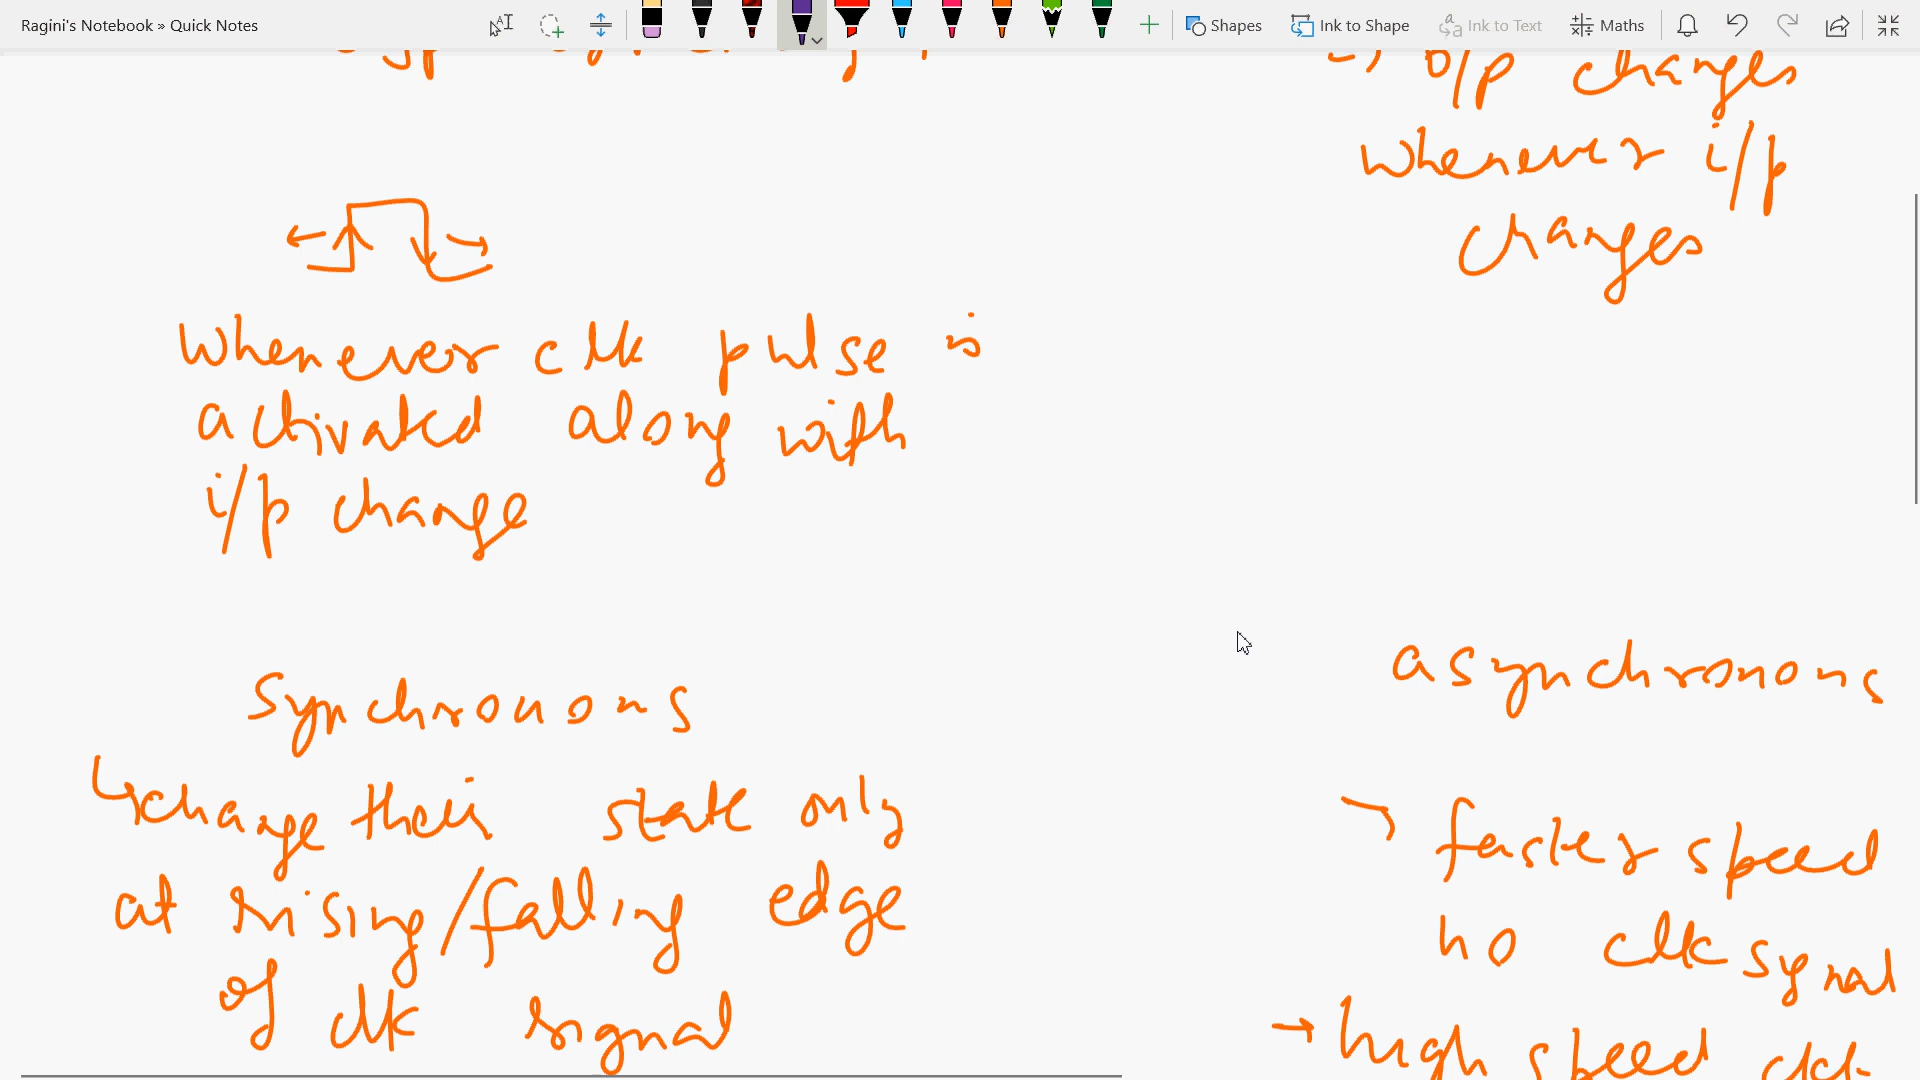 Ragini's Notebook » Quick Notes
Shapes
Ink to Shape
Ink to Text
Maths
→ o/p changes
whenever i/p
changes
whenever clk pulse is
activated along with
i/p change
Synchronous
↳ change their state only
at rising/falling edge
of clk signal
asynchronous
→ faster speed
no clk signal
→ high speed ckt